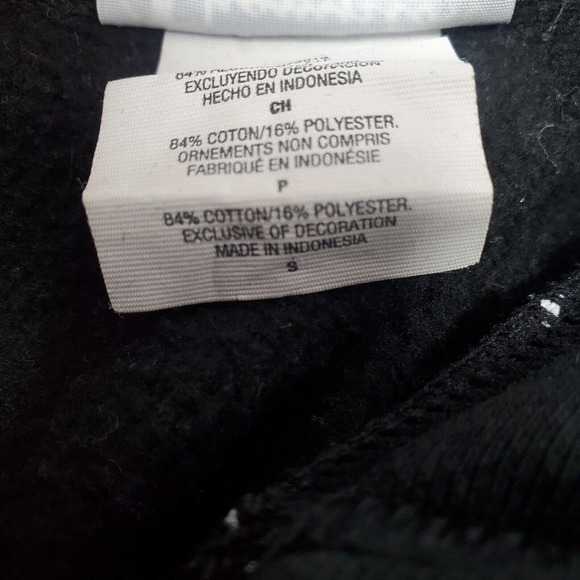 84%
EXCLUYENDO DECORACION
HECHO EN INDONESIA
CH
84% COTON/16% POLYESTER.
ORNEMENTS NON COMPRIS
FABRIQUÉ EN INDONÉSIE
P
84% COTTON/16% POLYESTER.
EXCLUSIVE OF DECORATION
MADE IN INDONESIA
S